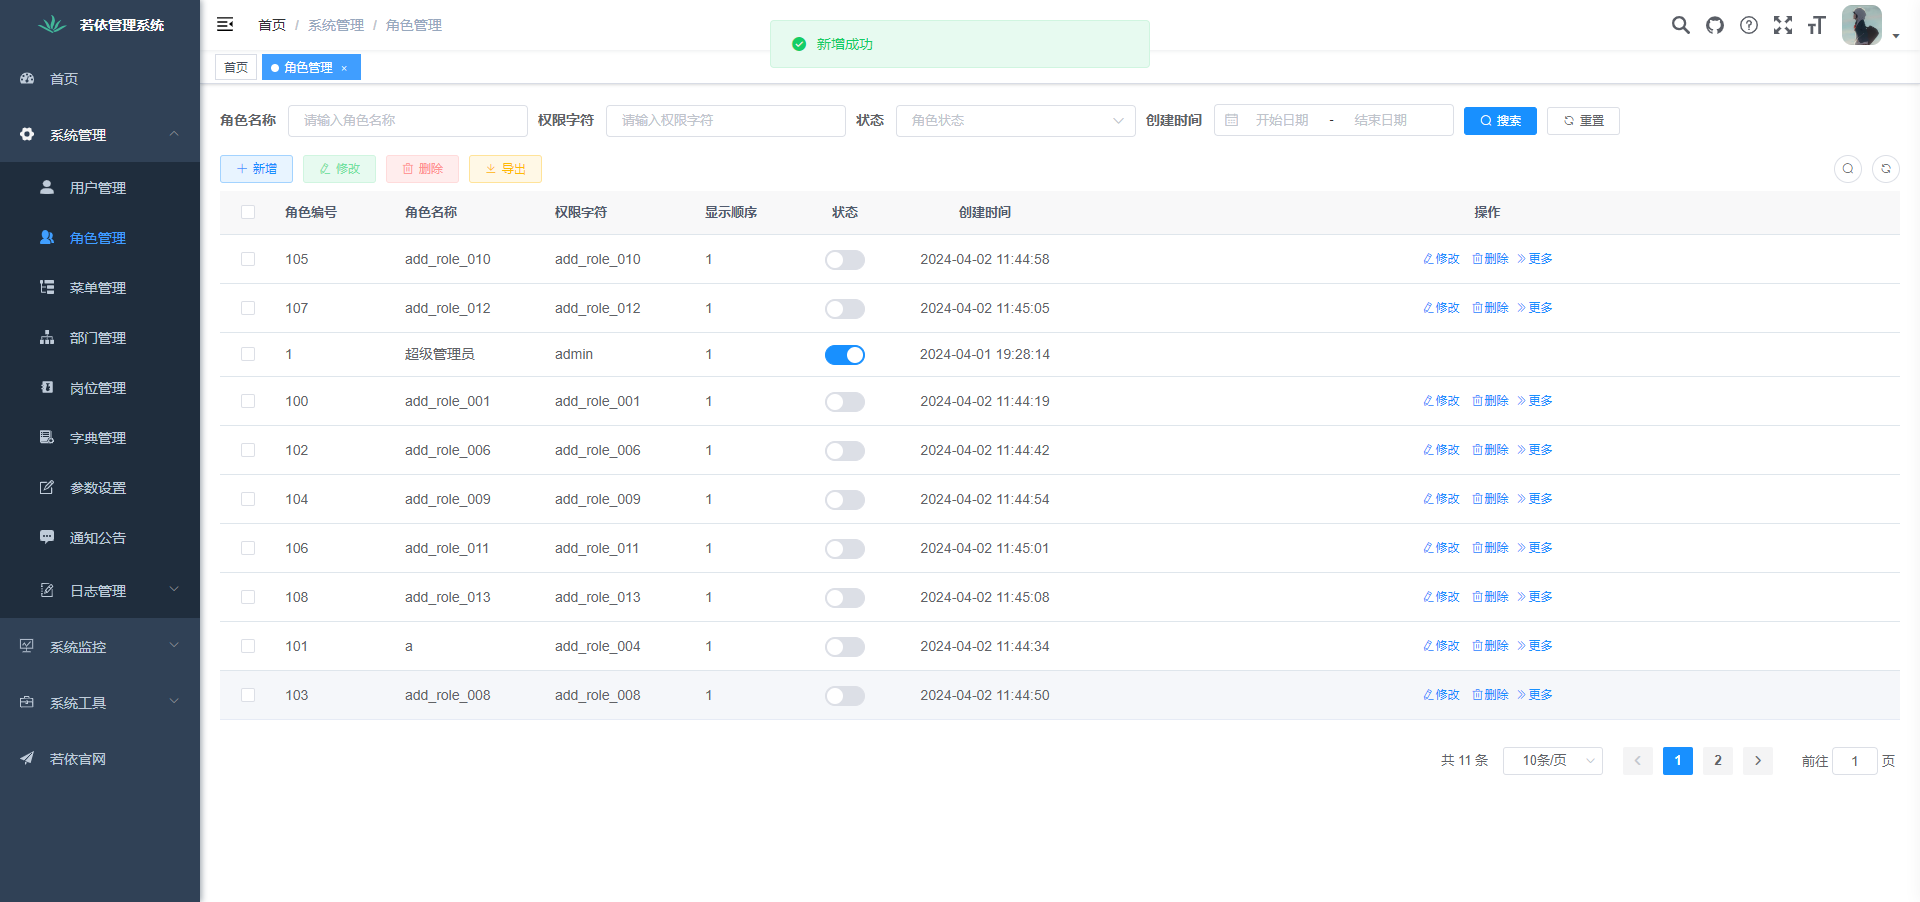 若依管理系统
首页 / 系统管理 / 角色管理
新增成功
首页
角色管理 ×
首页
系统管理
用户管理
角色管理
菜单管理
部门管理
岗位管理
字典管理
参数设置
通知公告
日志管理
系统监控
系统工具
若依官网
角色名称 请输入角色名称 权限字符 请输入权限字符 状态 角色状态 创建时间 开始日期 - 结束日期 搜索 重置
新增 修改 删除 导出
角色编号 角色名称 权限字符 显示顺序 状态 创建时间 操作
105 add_role_010 add_role_010 1 2024-04-02 11:44:58 修改 删除 更多
107 add_role_012 add_role_012 1 2024-04-02 11:45:05 修改 删除 更多
1 超级管理员 admin 1 2024-04-01 19:28:14
100 add_role_001 add_role_001 1 2024-04-02 11:44:19 修改 删除 更多
102 add_role_006 add_role_006 1 2024-04-02 11:44:42 修改 删除 更多
104 add_role_009 add_role_009 1 2024-04-02 11:44:54 修改 删除 更多
106 add_role_011 add_role_011 1 2024-04-02 11:45:01 修改 删除 更多
108 add_role_013 add_role_013 1 2024-04-02 11:45:08 修改 删除 更多
101 a add_role_004 1 2024-04-02 11:44:34 修改 删除 更多
103 add_role_008 add_role_008 1 2024-04-02 11:44:50 修改 删除 更多
共 11 条 10条/页 1 2 前往 1 页